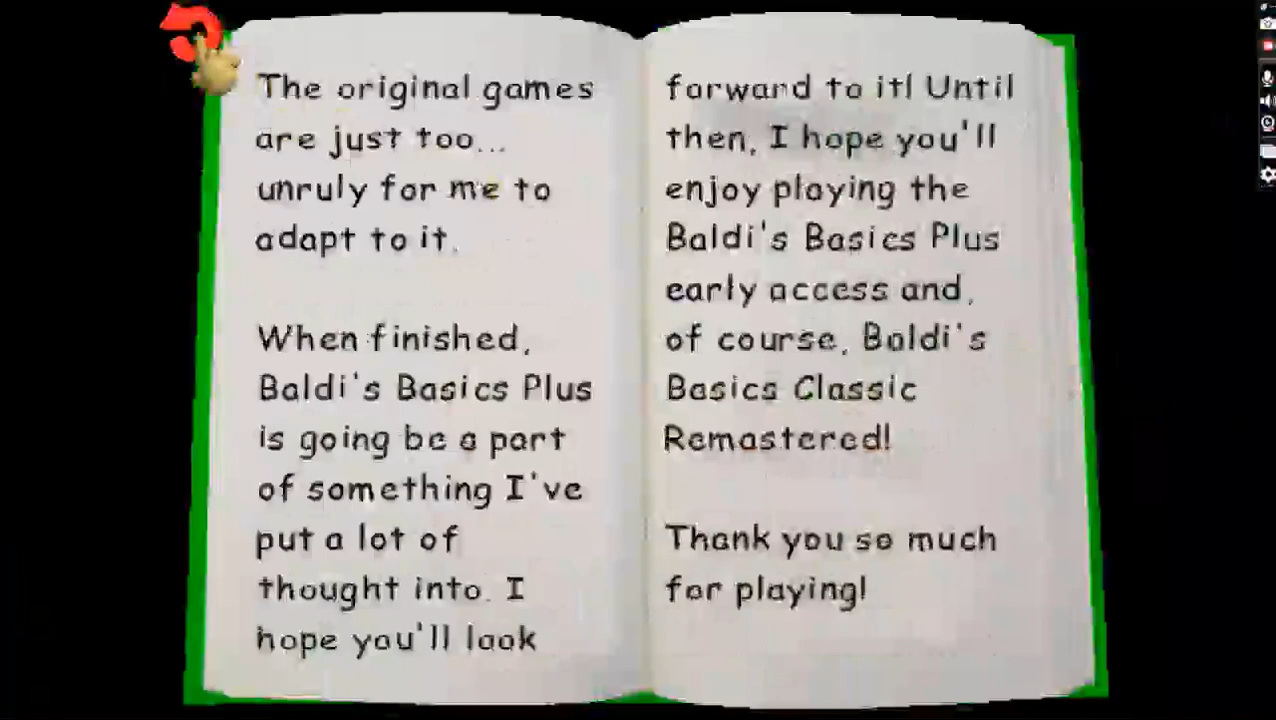 The original games
are just too...
unruly for me to
adapt to it.
When finished,
Baldi's Basics Plus
is going be a part
of something I've
put a lot of
thought into. I
hope you'll look
forward to it! Until
then, I hope you'll
enjoy playing the
Baldi's Basics Plus
early access and,
of course, Baldi's
Basics Classic
Remastered!
Thank you so much
for playing!